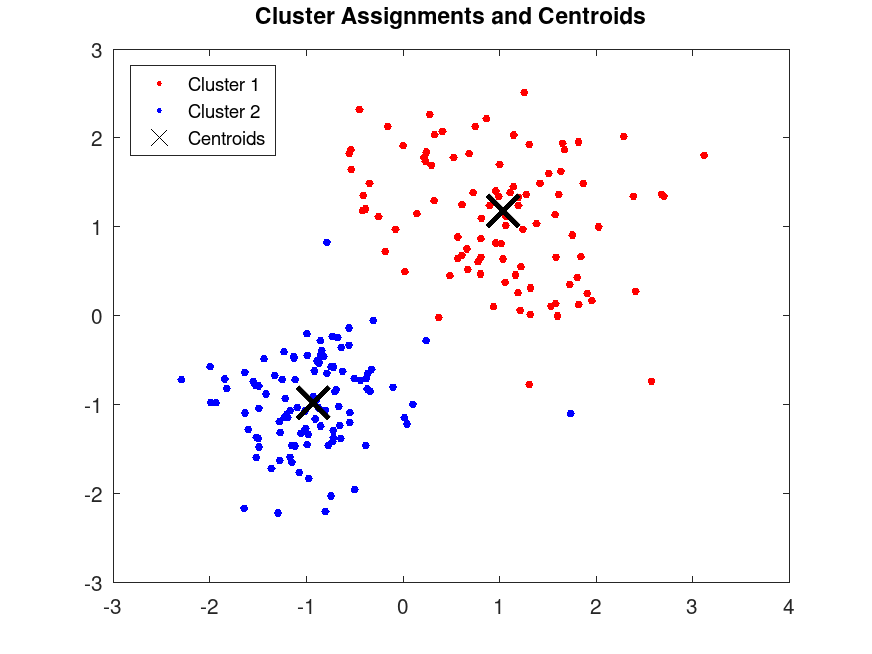 Cluster Assignments and Centroids
3
Cluster 1
Cluster 2
Centroids
2
1
0
-1
-2
-3
-3 -2 -1 0 1 2 3 4